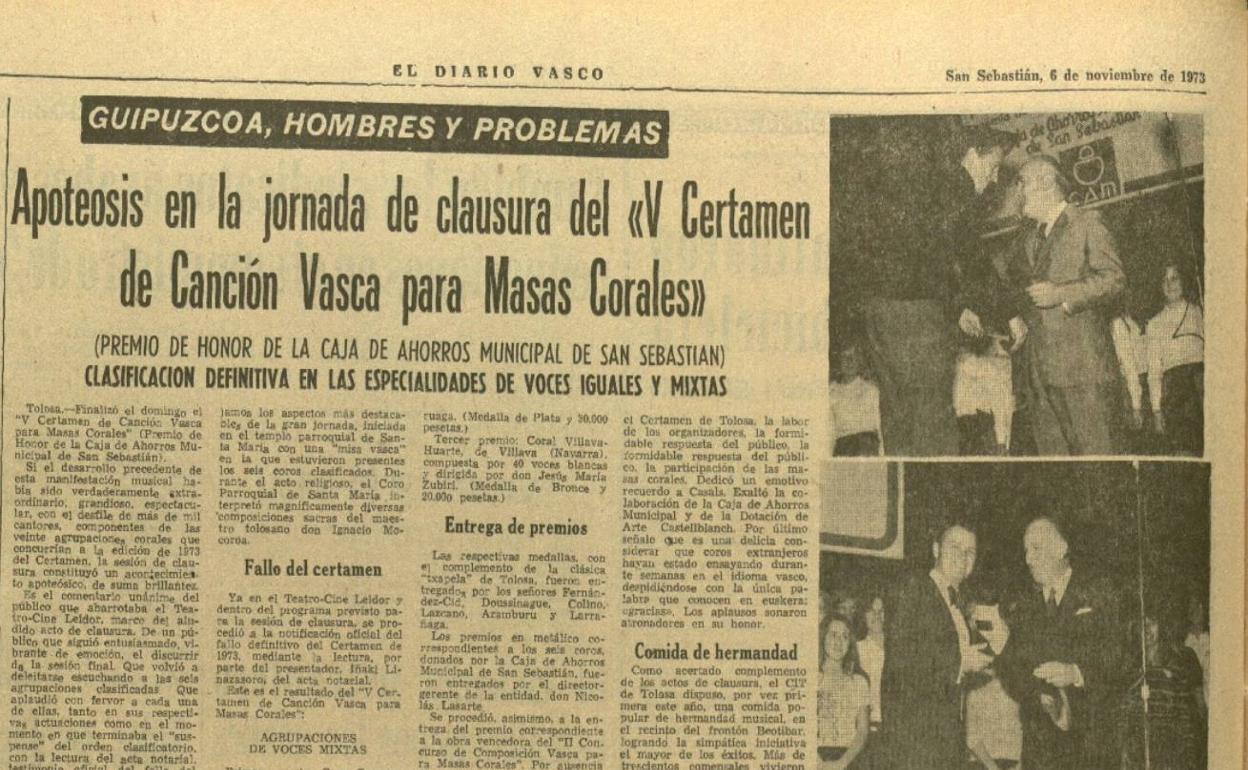 EL DIARIO VASCO
San Sebastián, 6 de noviembre de 1973
GUIPUZCOA, HOMBRES Y PROBLEMAS
Apoteosis en la jornada de clausura del «V Certamen
de Canción Vasca para Masas Corales»
(PREMIO DE HONOR DE LA CAJA DE AHORROS MUNICIPAL DE SAN SEBASTIAN)
CLASIFICACION DEFINITIVA EN LAS ESPECIALIDADES DE VOCES IGUALES Y MIXTAS
Tolosa.—Finalizó el domingo el
"V Certamen de Canción Vasca
para Masas Corales" (Premio de
Honor de la Caja de Ahorros Mu-
nicipal de San Sebastián).
Si el desarrollo precedente de
esta manifestación musical ha-
bía sido verdaderamente extra-
ordinario, grandioso, espectacu-
lar, con el desfile de más de mil
cantores, componentes de las
veinte agrupaciones corales que
concurrían a la edición de 1973
del Certamen, la sesión de clau-
sura constituyó un acontecimien-
to apoteósico, de suma brillantez.
Es el comentario unánime del
público que abarrotaba el Tea-
tro-Cine Leidor, marco del alu-
dido acto de clausura. De un pú-
blico que siguió entusiasmado, vi-
brante de emoción, el discurrir
de la sesión final. Que volvió a
deleitarse escuchando a las seis
agrupaciones clasificadas Que
aplaudió con fervor a cada una
de ellas, tanto en sus respecti-
vas actuaciones como en el mo-
mento en que terminaba el "sus-
pense" del orden clasificatorio,
con la lectura del acta notarial,
testimonio oficial del fallo del
jamos los aspectos más destaca-
bles de la gran jornada, iniciada
en el templo parroquial de San-
ta María con una "misa vasca"
en la que estuvieron presentes
los seis coros clasificados. Du-
rante el acto religioso, el Coro
Parroquial de Santa María, in-
terpretó magníficamente diversas
composiciones sacras del maes-
tro tolosano don Ignacio Mo-
coroa.
Fallo del certamen
Ya en el Teatro-Cine Leidor y
dentro del programa previsto pa-
ra la sesión de clausura, se pro-
cedió a la notificación oficial del
fallo definitivo del Certamen de
1973, mediante la lectura, por
parte del presentador, Iñaki Li-
nazasoro, del acta notarial.
Este es el resultado del "V Cer-
tamen de Canción Vasca para
Masas Corales":
AGRUPACIONES
DE VOCES MIXTAS
ruaga. (Medalla de Plata y 30.000
pesetas.)
Tercer premio: Coral Villava-
Huarte, de Villava (Navarra),
compuesta por 40 voces blancas
y dirigida por don Jesús María
Zubiri. (Medalla de Bronce y
20.000 pesetas.)
Entrega de premios
Las respectivas medallas, con
el complemento de la clásica
"txapela" de Tolosa, fueron en-
tregados por los señores Fernán-
dez-Cid, Doussinague, Colino,
Lazcano, Aramburu y Larra-
ñaga.
Los premios en metálico co-
rrespondientes a los seis coros,
donados por la Caja de Ahorros
Municipal de San Sebastián, fue-
ron entregados por el director-
gerente de la entidad, don Nico-
lás Lasarte
Se procedió, asimismo, a la en-
trega del premio correspondiente
a la obra vencedora del "II Con-
curso de Composición Vasca pa-
ra Masas Corales". Por ausencia
el Certamen de Tolosa, la labor
de los organizadores, la formi-
dable respuesta del público, la
formidable respuesta del públi-
co, la participación de las ma-
sas corales. Dedicó un emotivo
recuerdo a Casals. Exaltó la co-
laboración de la Caja de Ahorros
Municipal y de la Dotación de
Arte Castellblanch. Por último
señaló que es una delicia con-
siderar que coros extranjeros
hayan estado ensayando duran-
te semanas en el idioma vasco,
despidiéndose con la única pa-
labra que conocen en euskera:
«gracias». Los aplausos sonaron
atronadores en su honor.
Comida de hermandad
Como acertado complemento
de los actos de clausura, el CIT
de Tolosa dispuso, por vez pri-
mera este año, una comida po-
pular de hermandad musical, en
el recinto del frontón Beotibar,
logrando la simpática iniciativa
el mayor de los éxitos. Más de
trescientos comensales vivieron
de Ahorros
de San Sebastián
CAM